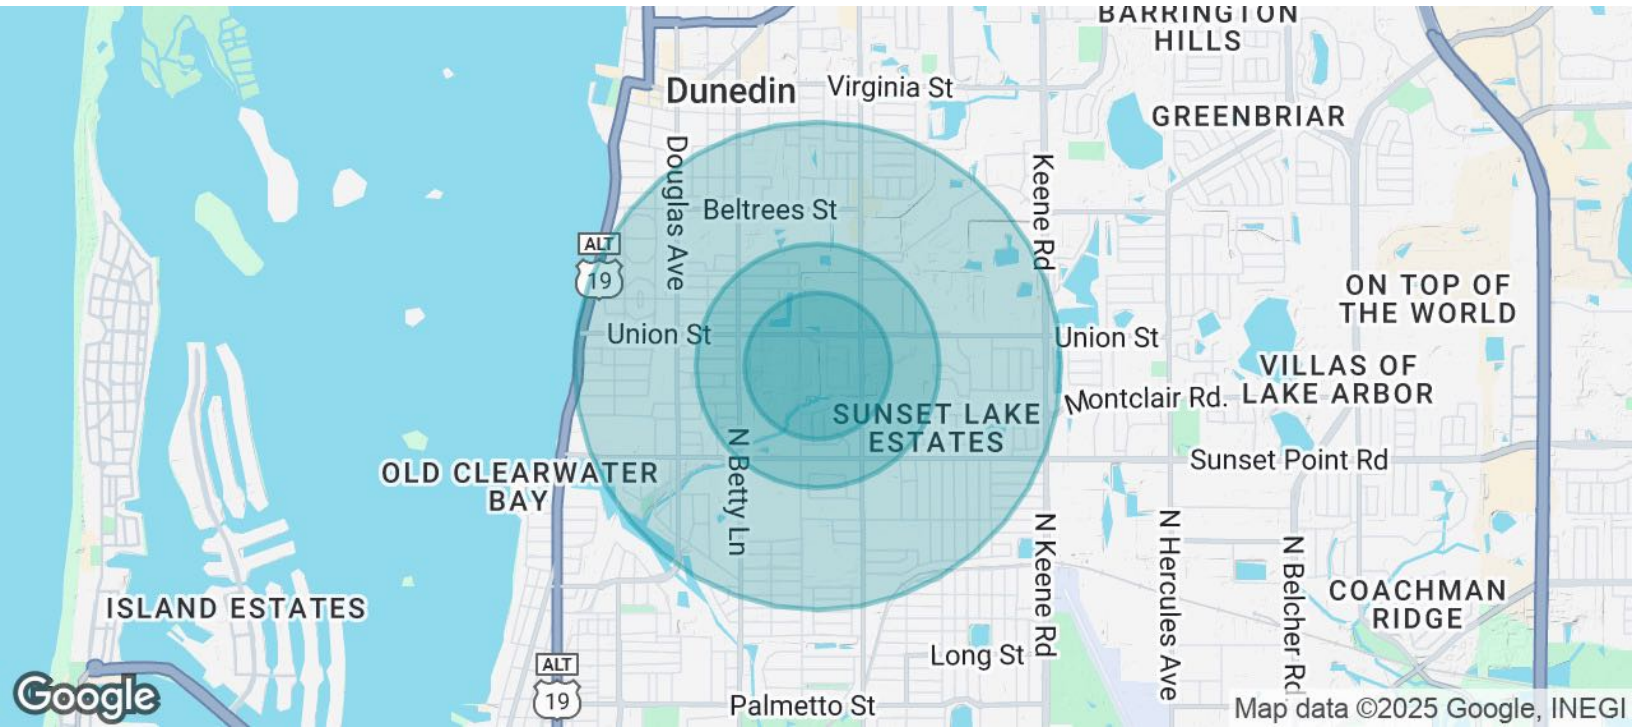 BARRINGTON
HILLS
Dunedin
Virginia St
GREENBRIAR
Douglas Ave
Keene Rd
Beltrees St
ALT
19
ON TOP OF
THE WORLD
Union St
Union St
VILLAS OF
LAKE ARBOR
Montclair Rd.
SUNSET LAKE
ESTATES
N Betty Ln
Sunset Point Rd
OLD CLEARWATER
BAY
N Keene Rd
N Hercules Ave
N Belcher Rd
COACHMAN
RIDGE
ISLAND ESTATES
Long St
ALT
19
Palmetto St
Google
Map data ©2025 Google, INEGI